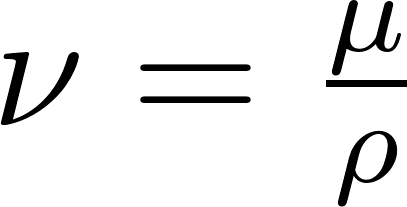 ν = μ/ρ